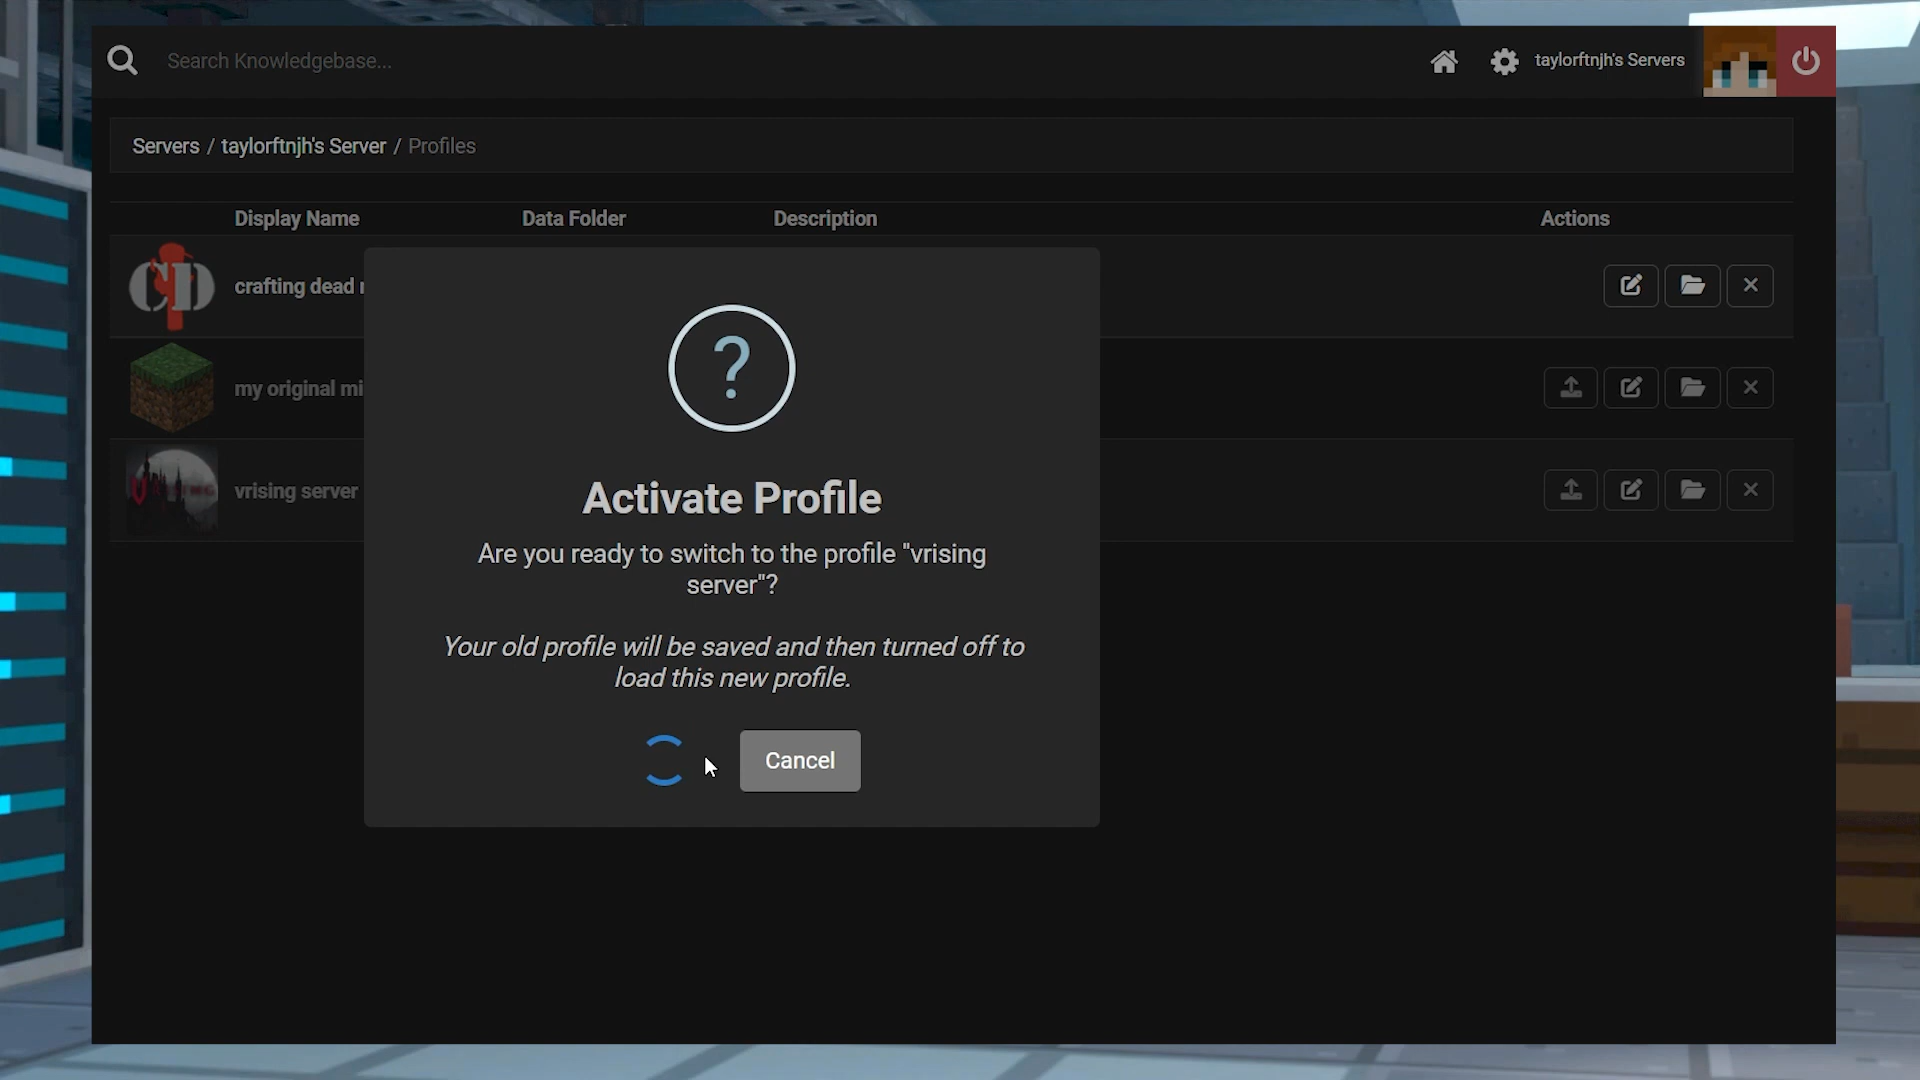 Search Knowledgebase...
taylorftnjh's Servers
Servers / taylorftnjh's Server / Profiles
Display Name Data Folder Description Actions
CD
crafting dead
my original
VRISING
vrising server
?
Activate Profile
Are you ready to switch to the profile "vrising
server"?
Your old profile will be saved and then turned off to
load this new profile.
Cancel